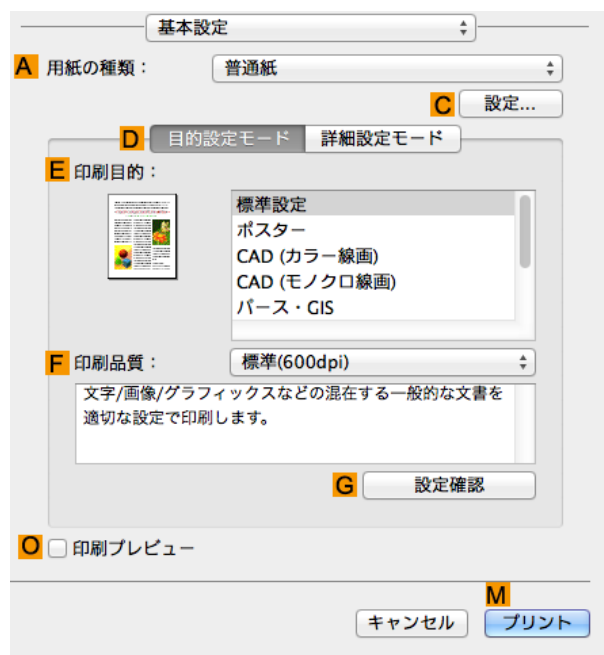 基本設定
A 用紙の種類： 普通紙
C 設定...
D 目的設定モード 詳細設定モード
E 印刷目的：
標準設定
ポスター
CAD (カラー線画)
CAD (モノクロ線画)
パース・GIS
F 印刷品質： 標準(600dpi)
文字/画像/グラフィックスなどの混在する一般的な文書を
適切な設定で印刷します。
G 設定確認
O 印刷プレビュー
M
キャンセル プリント